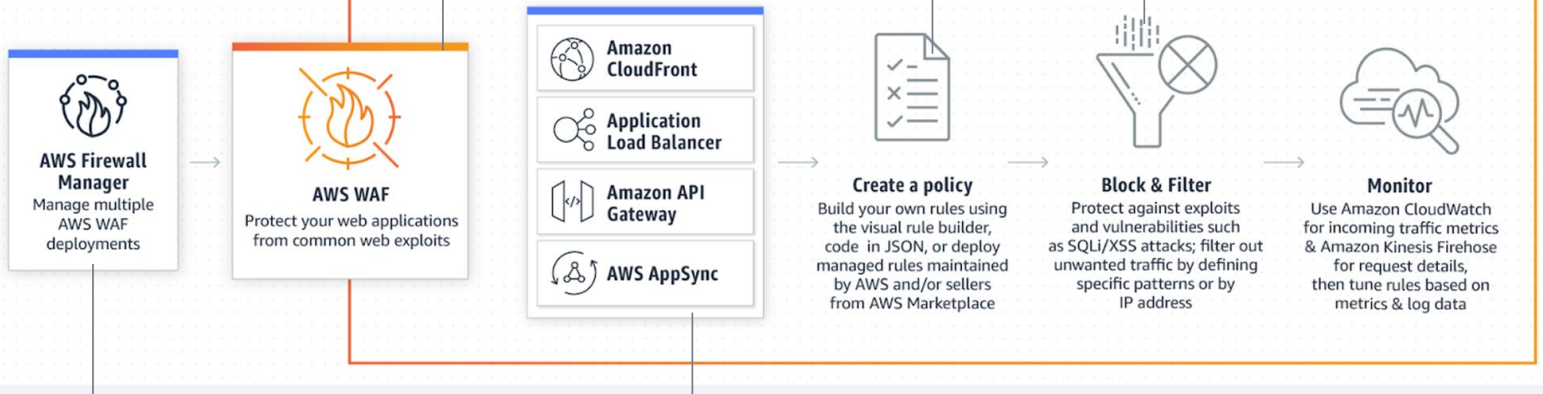 AWS Firewall
Manager
Manage multiple
AWS WAF
deployments
AWS WAF
Protect your web applications
from common web exploits
Amazon
CloudFront
Application
Load Balancer
Amazon API
Gateway
AWS AppSync
Create a policy
Build your own rules using
the visual rule builder,
code in JSON, or deploy
managed rules maintained
by AWS and/or sellers
from AWS Marketplace
Block & Filter
Protect against exploits
and vulnerabilities such
as SQLi/XSS attacks; filter out
unwanted traffic by defining
specific patterns or by
IP address
Monitor
Use Amazon CloudWatch
for incoming traffic metrics
& Amazon Kinesis Firehose
for request details,
then tune rules based on
metrics & log data